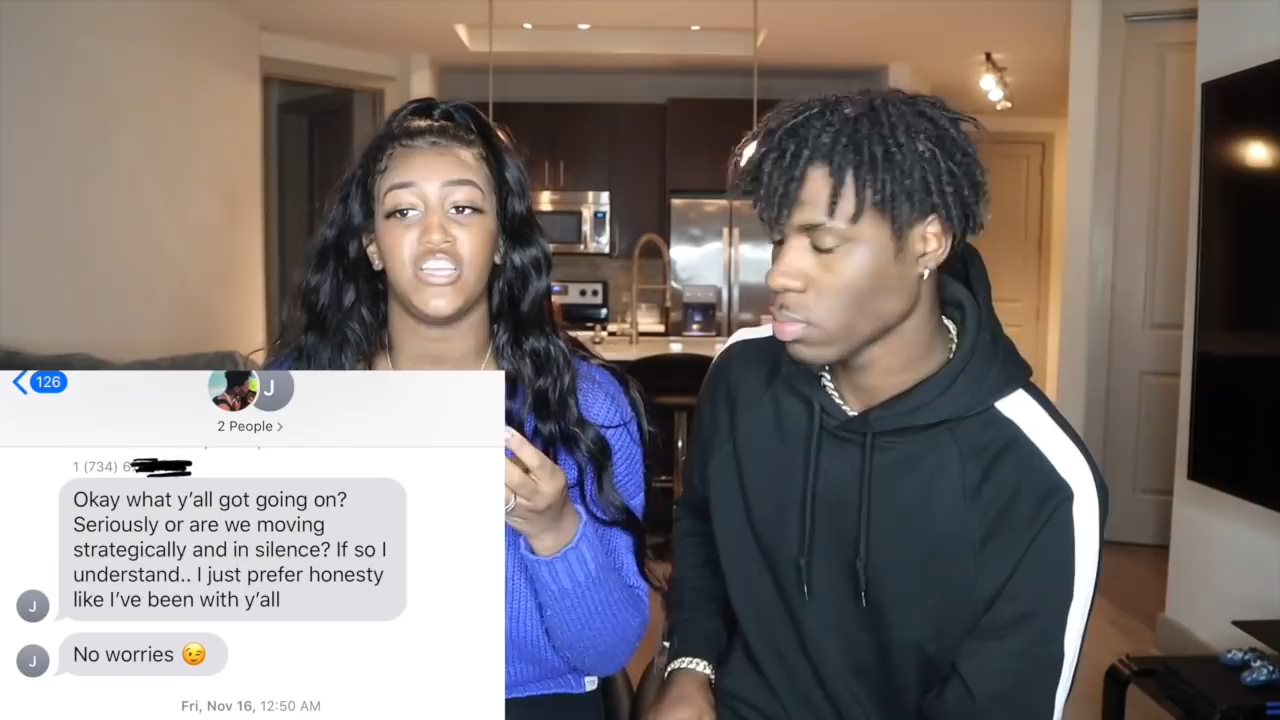 126
J
2 People >
1 (734) 6
Okay what y’all got going on?
Seriously or are we moving
strategically and in silence? If so I
understand.. I just prefer honesty
like I’ve been with y’all
J
No worries 😉
J
Fri, Nov 16, 12:50 AM